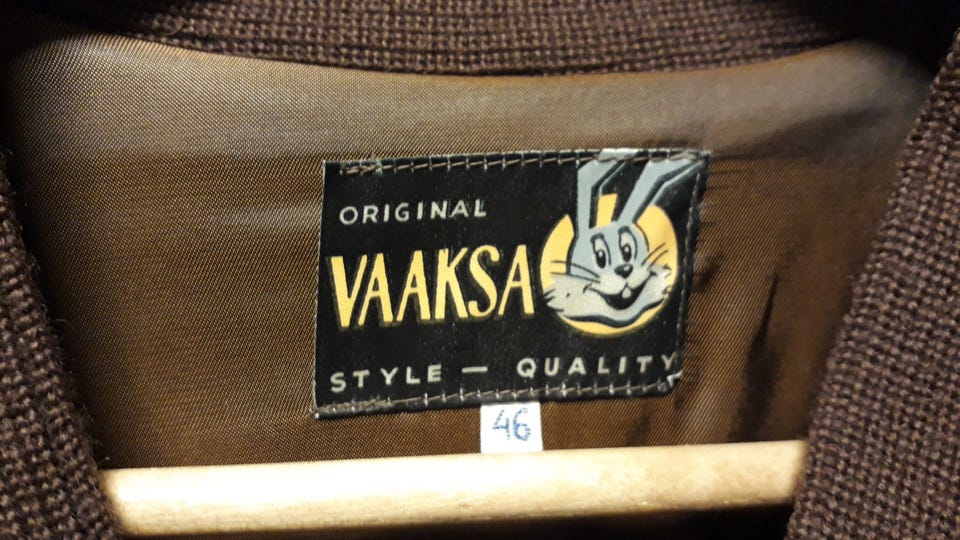 ORIGINAL
VAAKSA
STYLE — QUALITY
46